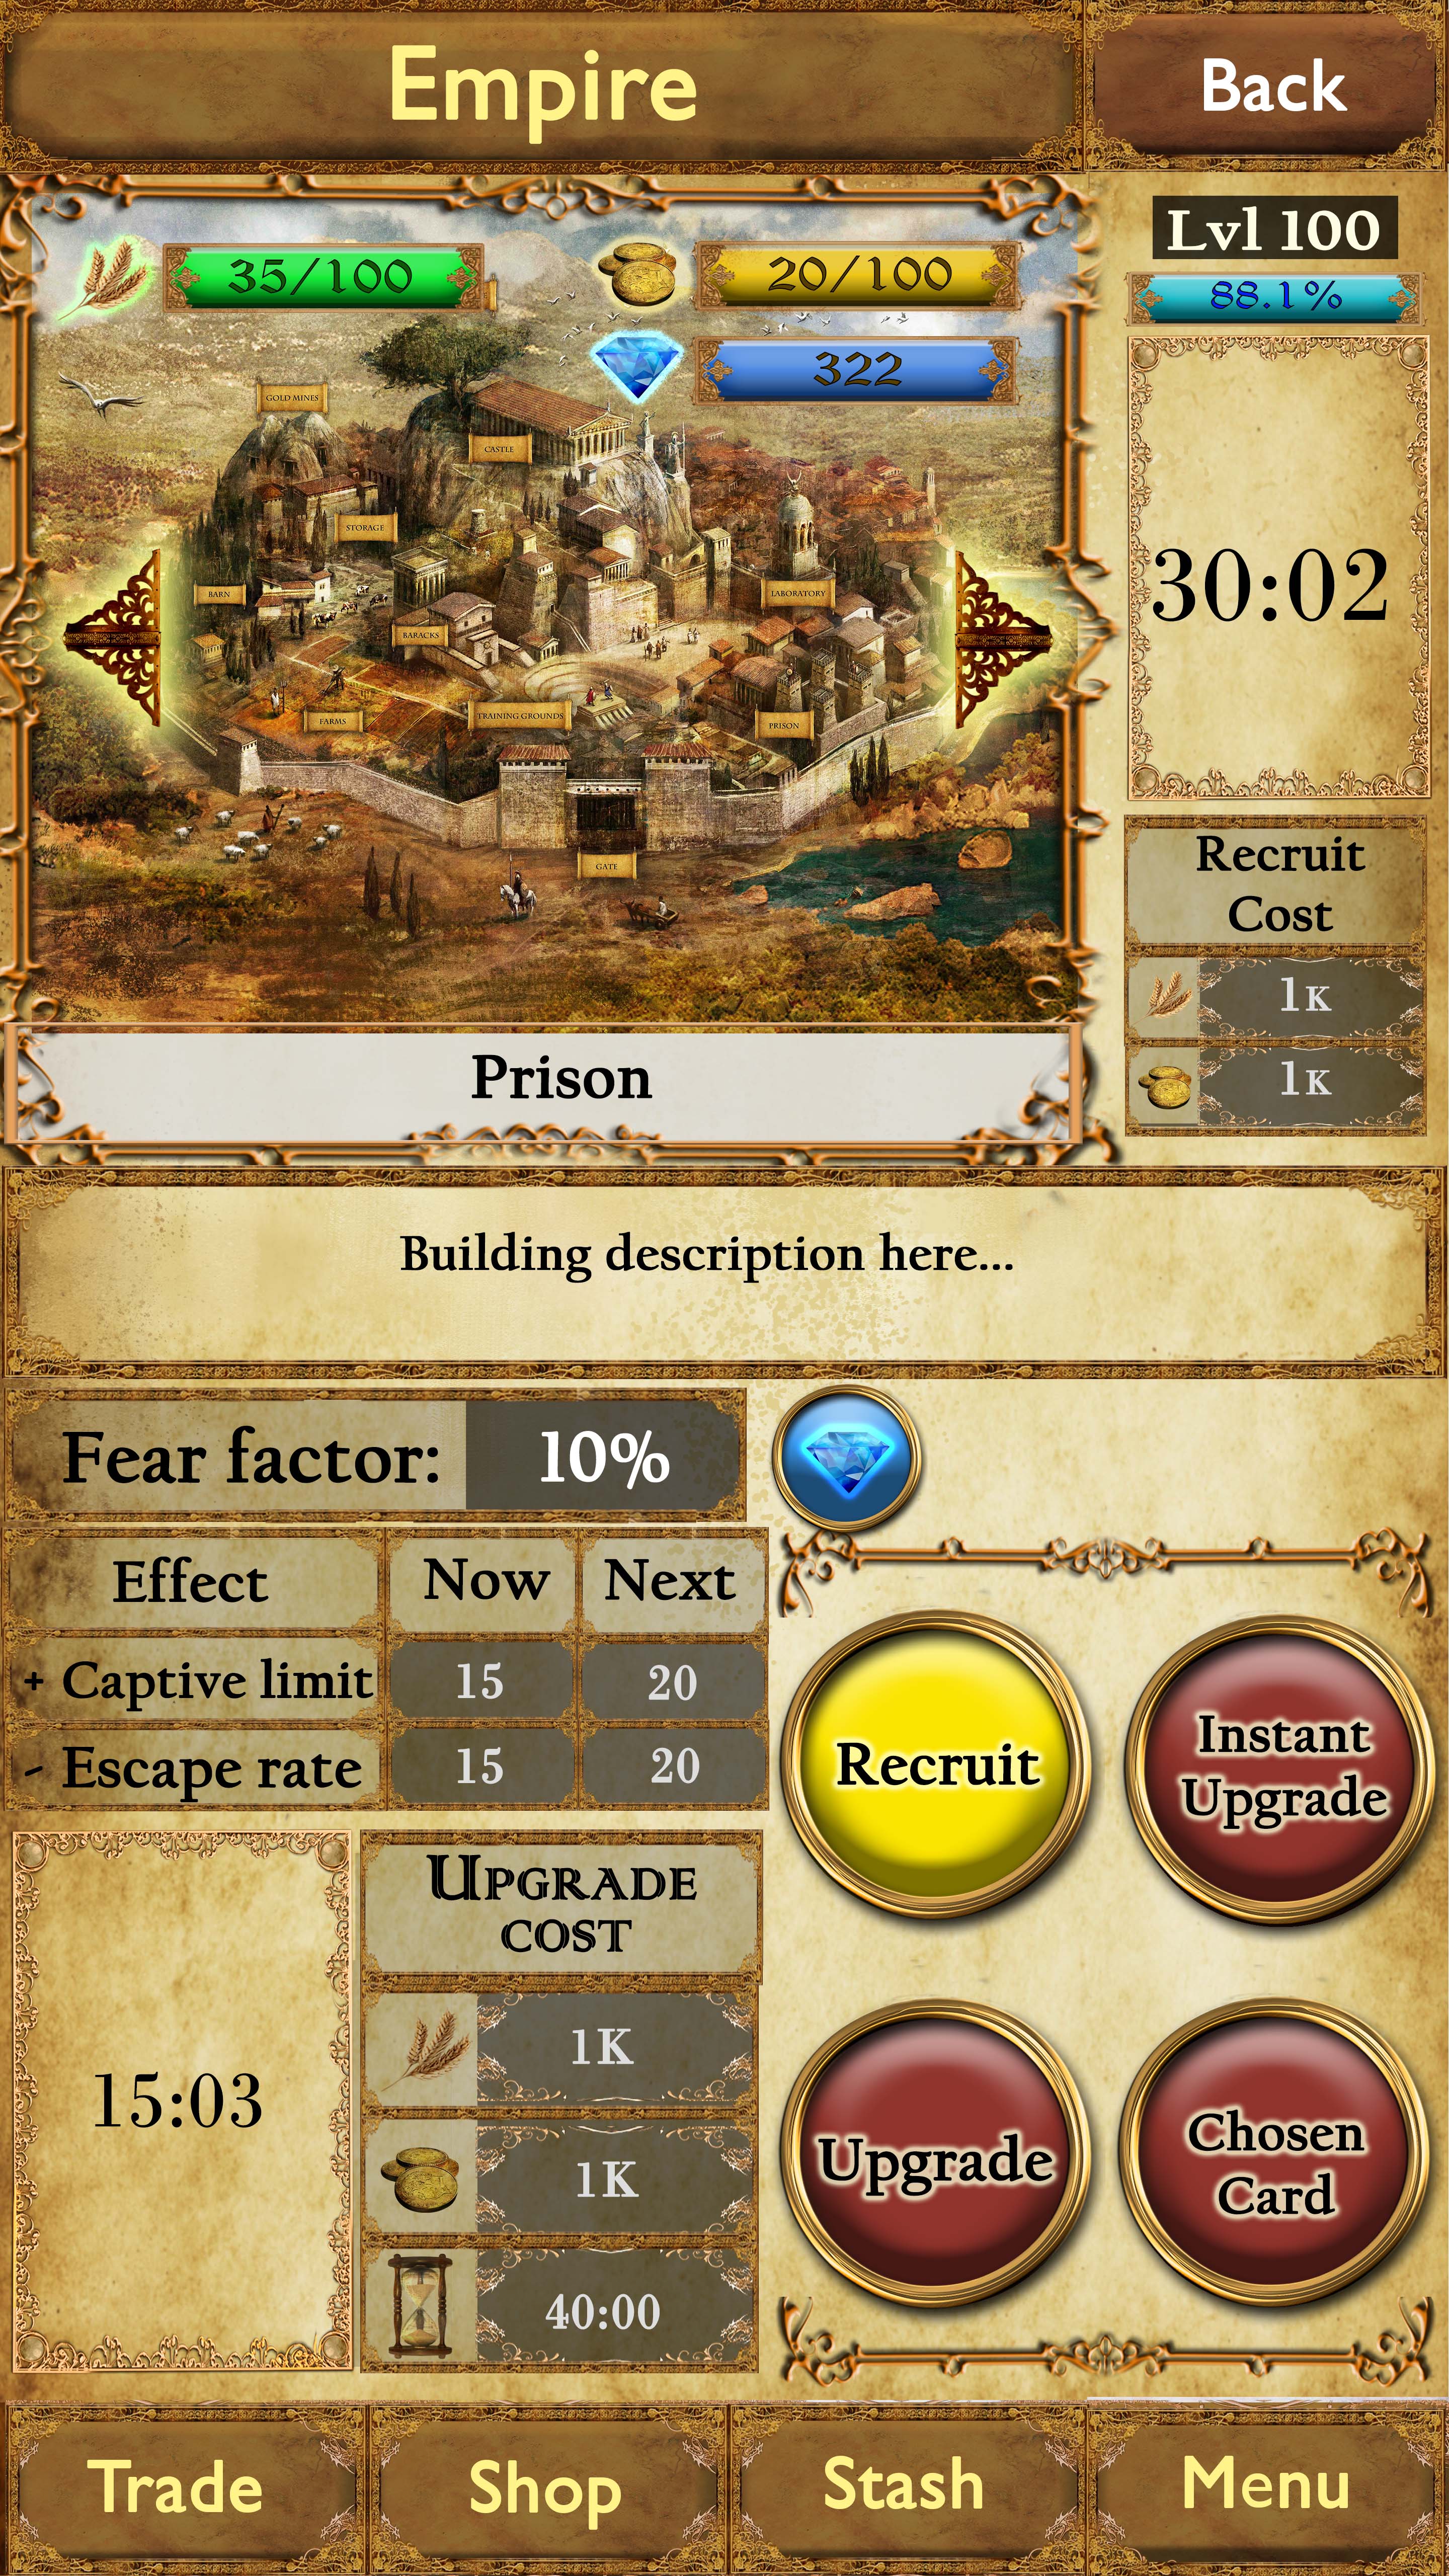 Empire
Back
Lvl 100
35/100
20/100
88.1%
322
GOLD MINES
CASTLE
STORAGE
BARN
LABORATORY
BARACKS
FARMS
TRAINING GROUNDS
PRISON
GATE
30:02
Recruit
Cost
1K
1K
Prison
Building description here...
Fear factor: 10%
Effect Now Next
+ Captive limit 15 20
- Escape rate 15 20
Recruit
Instant
Upgrade
UPGRADE
COST
1K
1K
40:00
15:03
Upgrade
Chosen
Card
Trade Shop Stash Menu